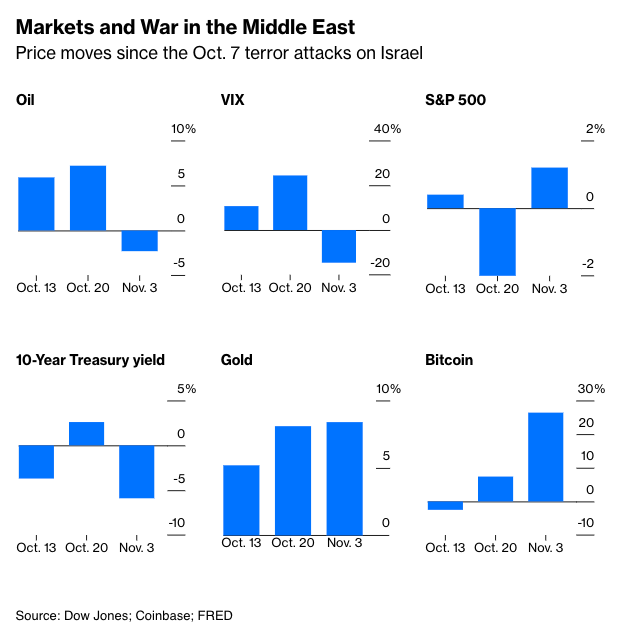 Markets and War in the Middle East
Price moves since the Oct. 7 terror attacks on Israel
Oil
10%
5
0
-5
Oct. 13 Oct. 20 Nov. 3
VIX
40%
20
0
-20
Oct. 13 Oct. 20 Nov. 3
S&P 500
2%
0
-2
Oct. 13 Oct. 20 Nov. 3
10-Year Treasury yield
5%
0
-5
-10
Oct. 13 Oct. 20 Nov. 3
Gold
10%
5
0
Oct. 13 Oct. 20 Nov. 3
Bitcoin
30%
20
10
0
-10
Oct. 13 Oct. 20 Nov. 3
Source: Dow Jones; Coinbase; FRED